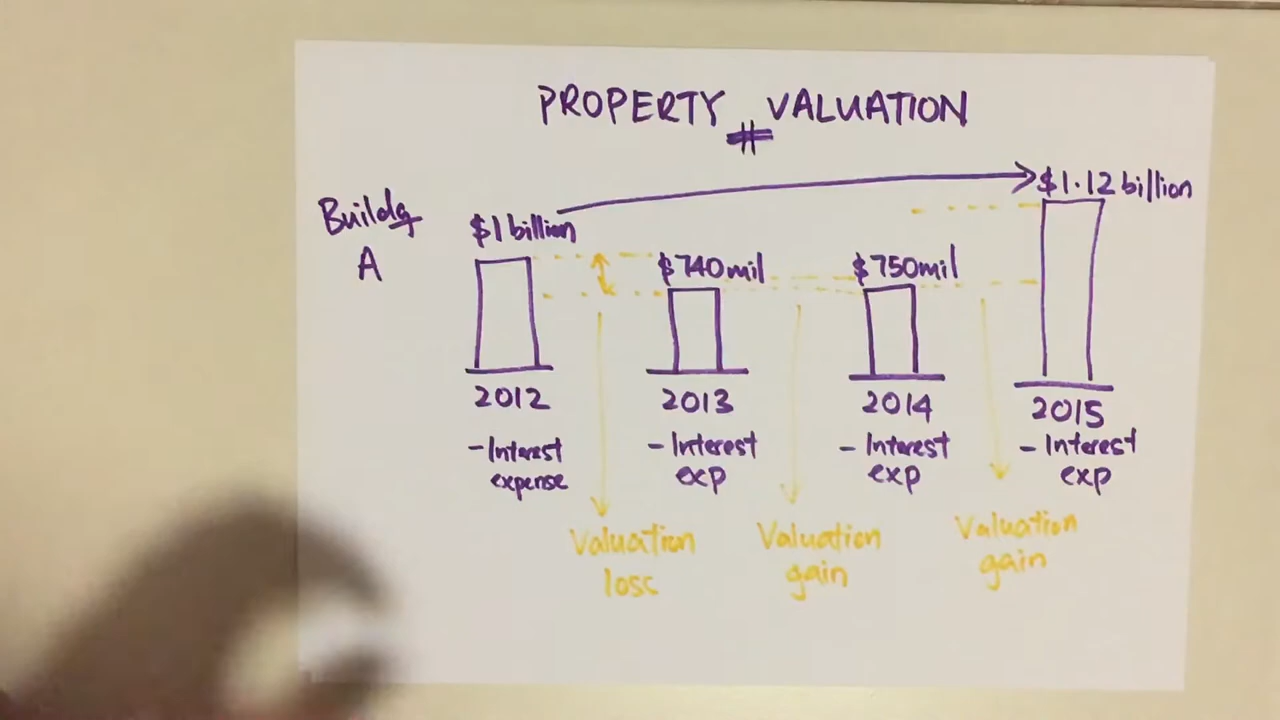 PROPERTY # VALUATION
Buildg
A
$1 billion
$740mil
$750mil
$1.12 billion
2012
2013
2014
2015
- Interest
expense
- Interest
exp
- Interest
exp
- Interest
exp
Valuation
loss
Valuation
gain
Valuation
gain